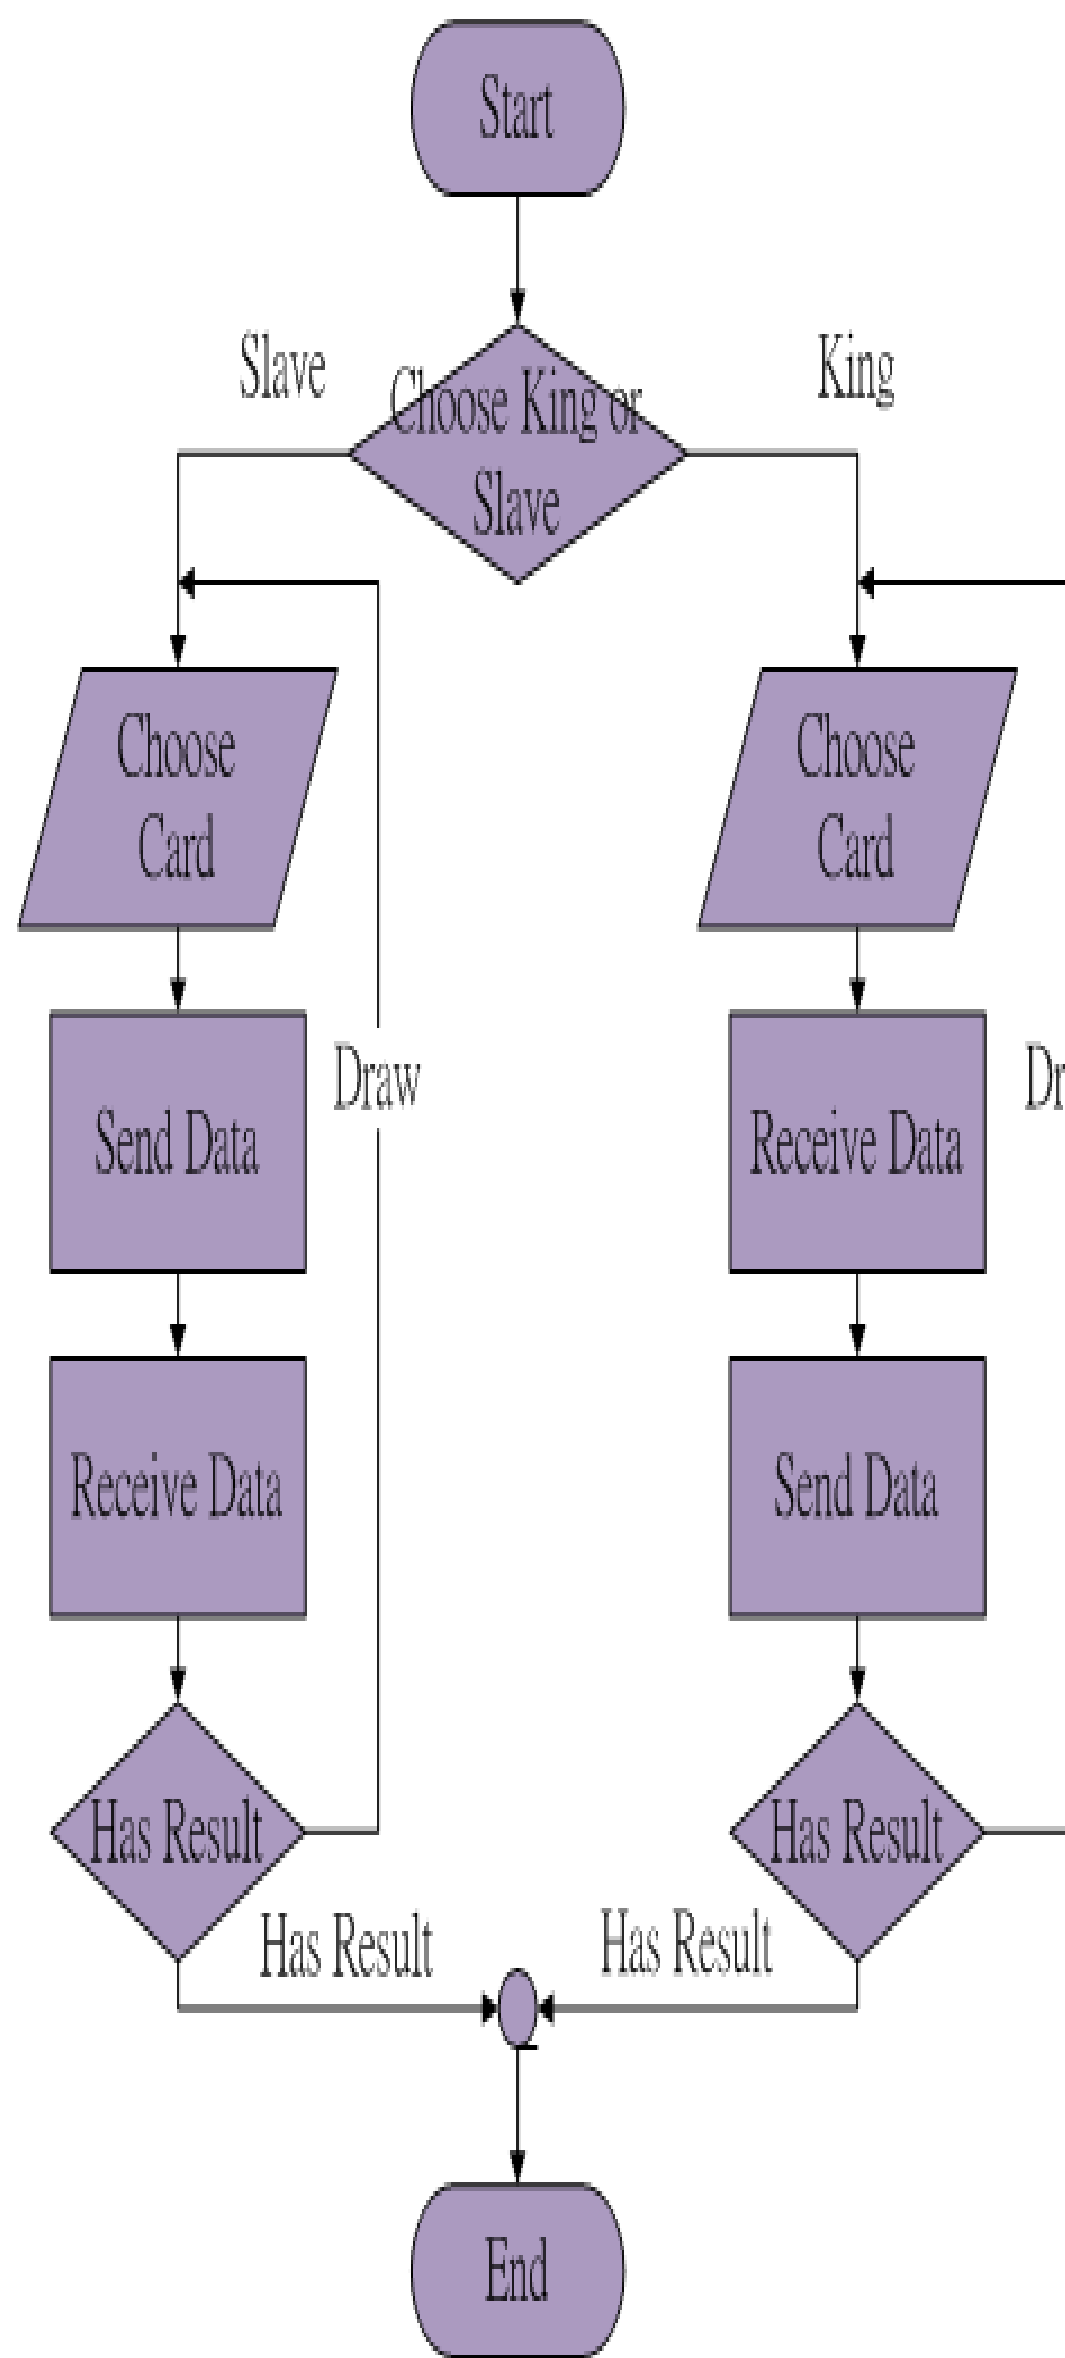 Start
Slave
King
Choose King or
Slave
Choose
Card
Choose
Card
Draw
Send Data
Receive Data
Receive Data
Send Data
Has Result
Has Result
Has Result
Has Result
End